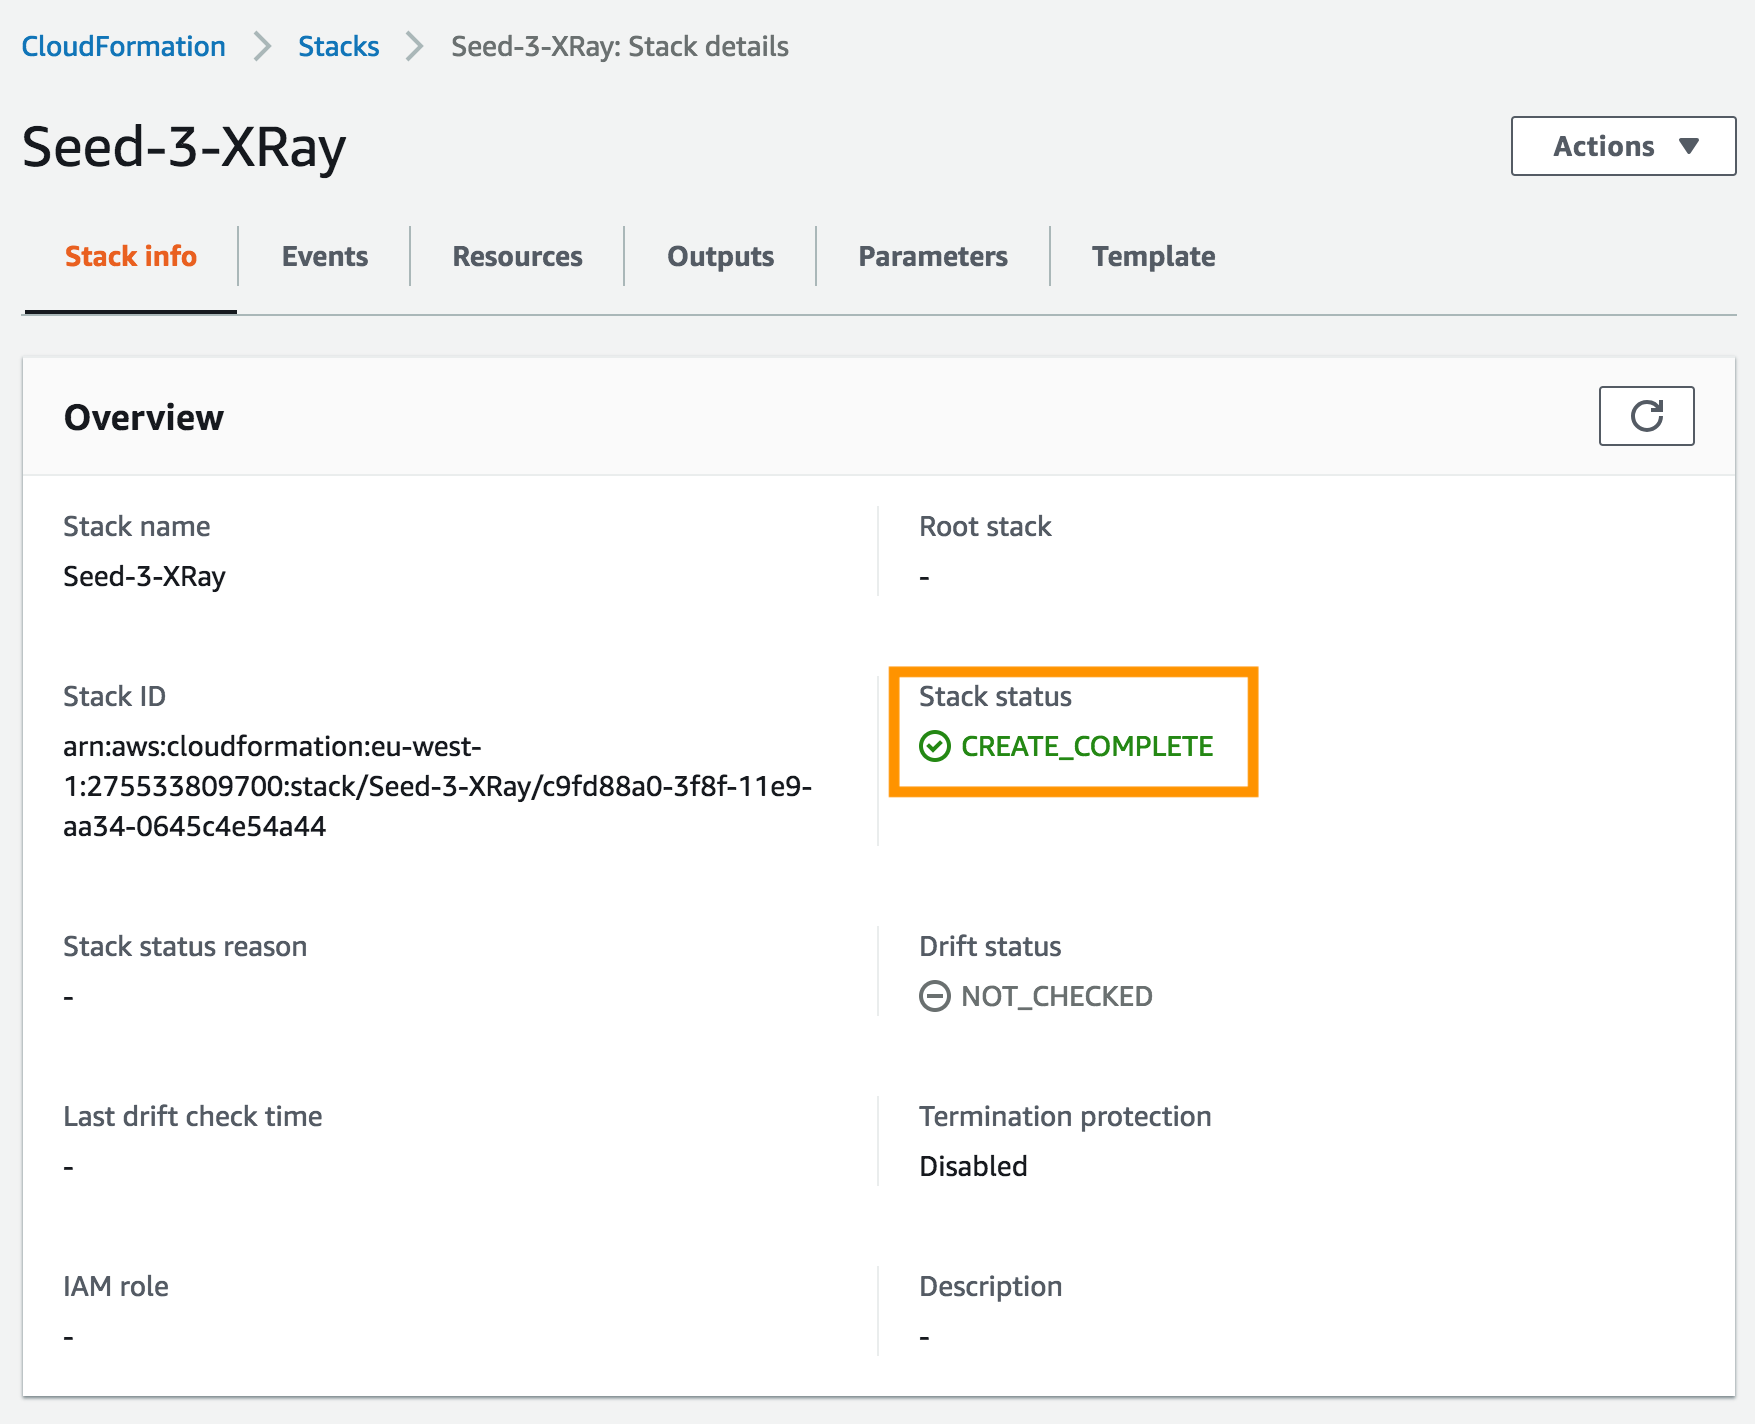 CloudFormation > Stacks > Seed-3-XRay: Stack details
Seed-3-XRay
Actions
Stack info
Events
Resources
Outputs
Parameters
Template
Overview
Stack name
Seed-3-XRay
Root stack
-
Stack ID
arn:aws:cloudformation:eu-west-
1:275533809700:stack/Seed-3-XRay/c9fd88a0-3f8f-11e9-
aa34-0645c4e54a44
Stack status
CREATE_COMPLETE
Stack status reason
-
Drift status
NOT_CHECKED
Last drift check time
-
Termination protection
Disabled
IAM role
-
Description
-